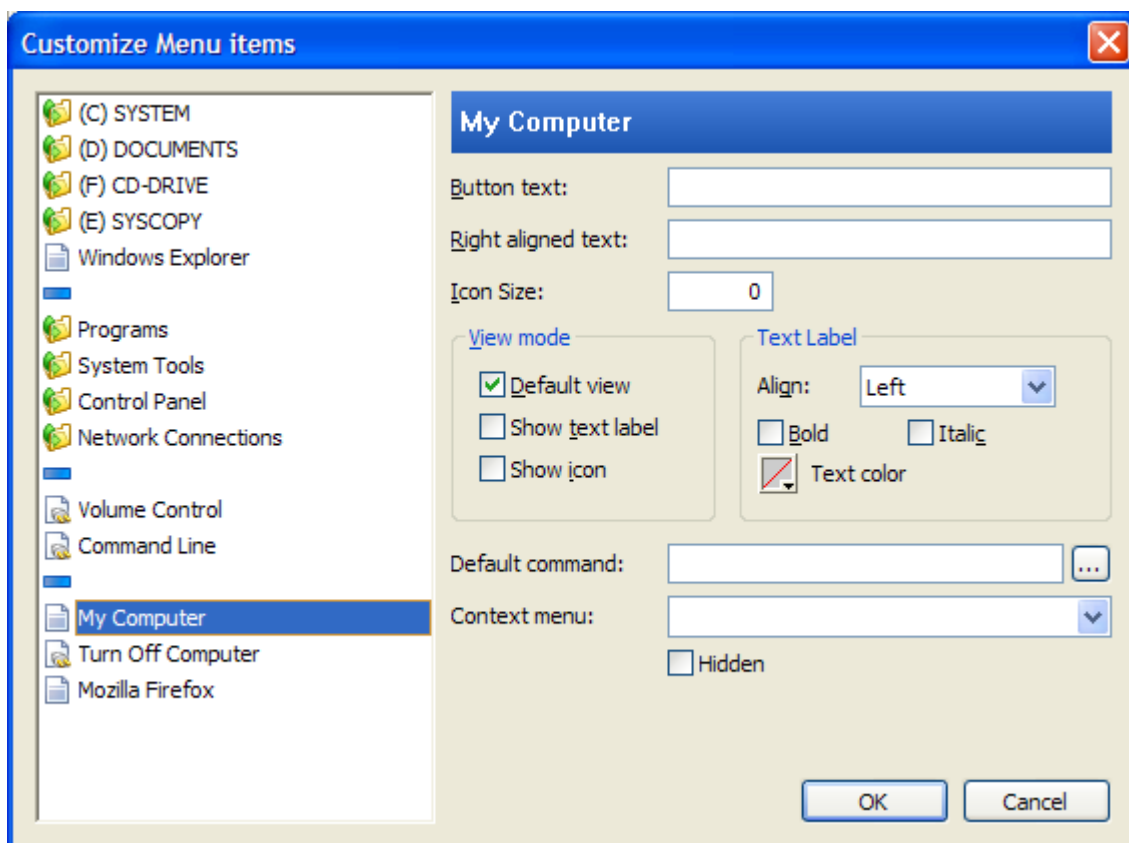 Customize Menu items
(C) SYSTEM
(D) DOCUMENTS
(F) CD-DRIVE
(E) SYSCOPY
Windows Explorer
Programs
System Tools
Control Panel
Network Connections
Volume Control
Command Line
My Computer
Turn Off Computer
Mozilla Firefox
My Computer
Button text:
Right aligned text:
Icon Size: 0
View mode
Default view
Show text label
Show icon
Text Label
Align: Left
Bold Italic
Text color
Default command: ...
Context menu:
Hidden
OK Cancel